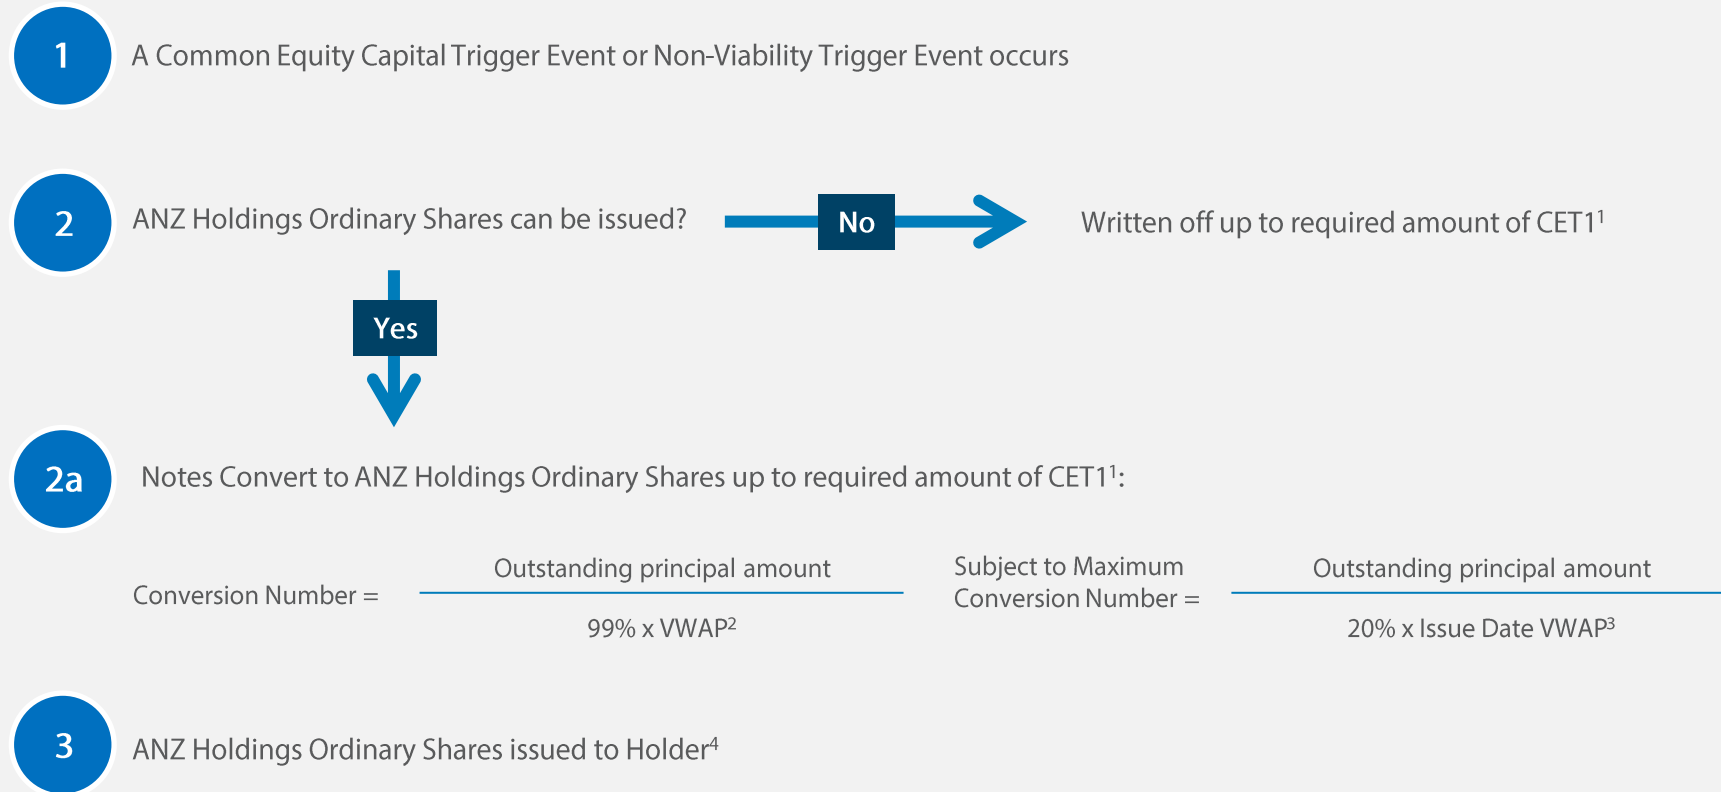 1
A Common Equity Capital Trigger Event or Non-Viability Trigger Event occurs
2
ANZ Holdings Ordinary Shares can be issued?
No
Written off up to required amount of CET1¹
Yes
2a
Notes Convert to ANZ Holdings Ordinary Shares up to required amount of CET1¹:
Conversion Number =
Outstanding principal amount
99% x VWAP²
Subject to Maximum
Conversion Number =
Outstanding principal amount
20% x Issue Date VWAP³
3
ANZ Holdings Ordinary Shares issued to Holder⁴